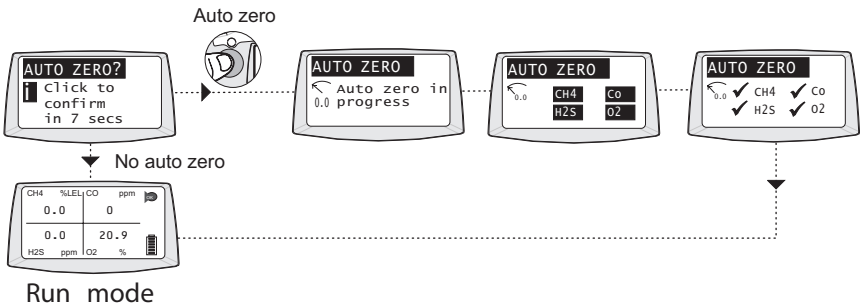 Auto zero
AUTO ZERO?
i Click to
confirm
in 7 secs
AUTO ZERO
Auto zero in
0.0 progress
AUTO ZERO
0.0 CH4 Co
H2S O2
AUTO ZERO
0.0 ✓ CH4 ✓ Co
✓ H2S ✓ O2
No auto zero
CH4 %LEL CO ppm
0.0 0
0.0 20.9
H2S ppm O2 %
Run mode